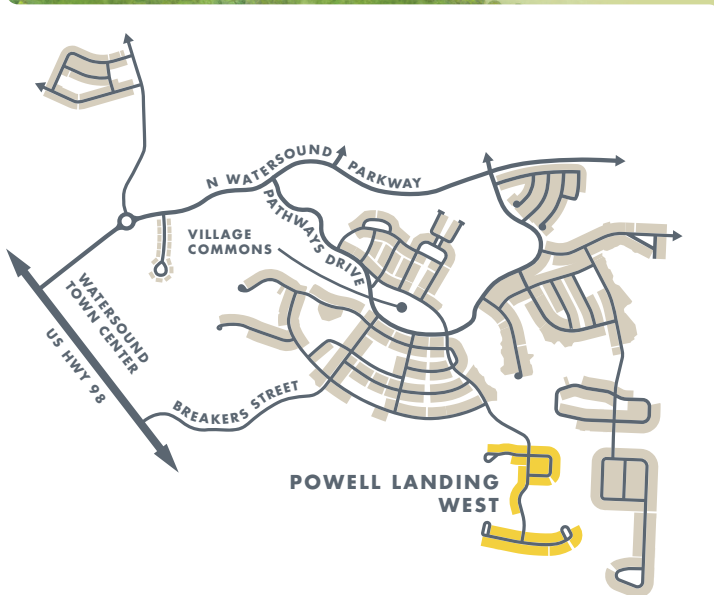 N WATERSOUND PARKWAY
PATHWAYS DRIVE
VILLAGE
COMMONS
WATERSOUND
TOWN CENTER
US HWY 98
BREAKERS STREET
POWELL LANDING
WEST